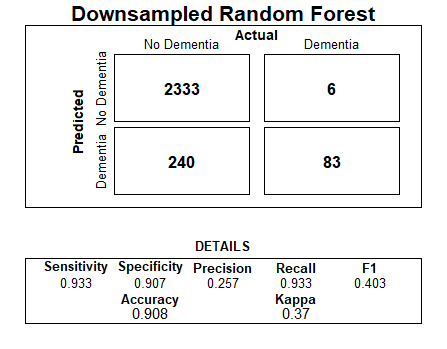 Downsampled Random Forest
Actual
No Dementia Dementia
Predicted
No Dementia
2333 6
Dementia
240 83
DETAILS
Sensitivity Specificity Precision Recall F1
0.933 0.907 0.257 0.933 0.403
Accuracy Kappa
0.908 0.37